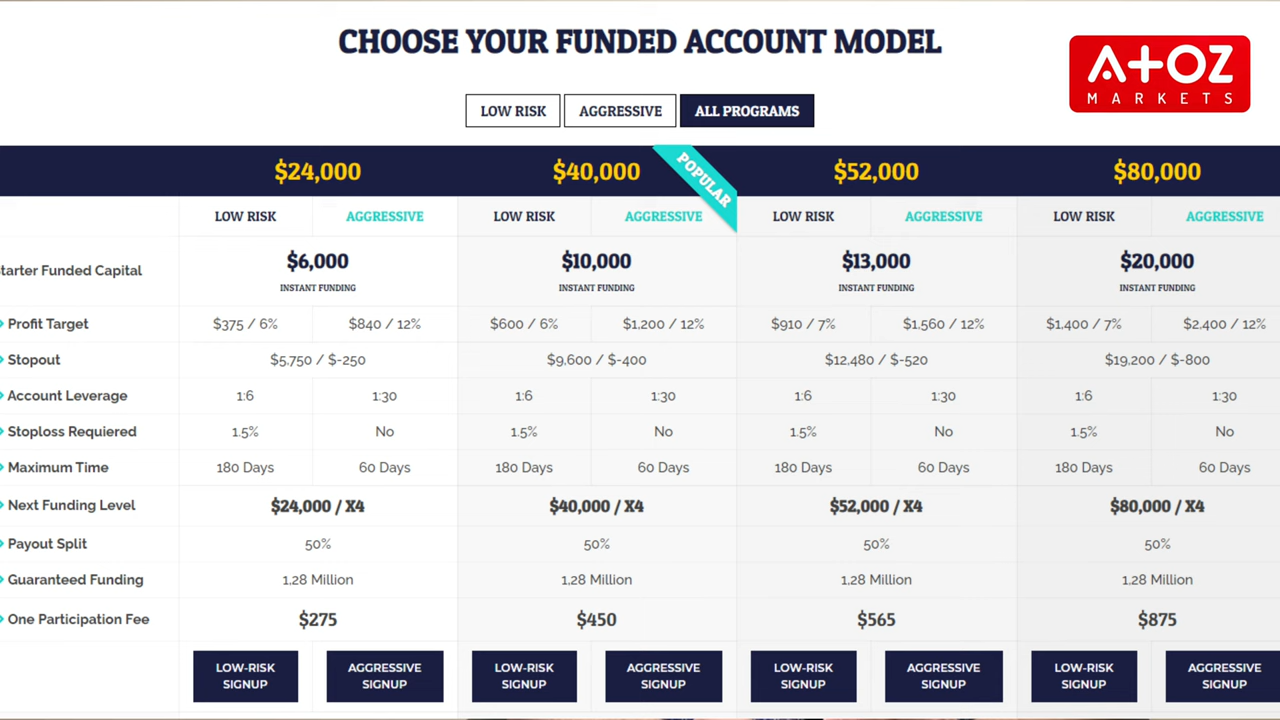 CHOOSE YOUR FUNDED ACCOUNT MODEL
A+OZ
MARKETS
LOW RISK AGGRESSIVE ALL PROGRAMS
$24,000 $40,000 POPULAR $52,000 $80,000
LOW RISK AGGRESSIVE LOW RISK AGGRESSIVE LOW RISK AGGRESSIVE LOW RISK AGGRESSIVE
tarter Funded Capital $6,000 $10,000 $13,000 $20,000
INSTANT FUNDING INSTANT FUNDING INSTANT FUNDING INSTANT FUNDING
Profit Target $375 / 6% $840 / 12% $600 / 6% $1,200 / 12% $910 / 7% $1,560 / 12% $1,400 / 7% $2,400 / 12%
Stopout $5,750 / $-250 $9,600 / $-400 $12,480 / $-520 $19,200 / $-800
Account Leverage 1:6 1:30 1:6 1:30 1:6 1:30 1:6 1:30
Stoploss Requiered 1.5% No 1.5% No 1.5% No 1.5% No
Maximum Time 180 Days 60 Days 180 Days 60 Days 180 Days 60 Days 180 Days 60 Days
Next Funding Level $24,000 / X4 $40,000 / X4 $52,000 / X4 $80,000 / X4
Payout Split 50% 50% 50% 50%
Guaranteed Funding 1,28 Million 1,28 Million 1,28 Million 1,28 Million
One Participation Fee $275 $450 $565 $875
LOW-RISK AGGRESSIVE LOW-RISK AGGRESSIVE LOW-RISK AGGRESSIVE LOW-RISK AGGRESSIVE
SIGNUP SIGNUP SIGNUP SIGNUP SIGNUP SIGNUP SIGNUP SIGNUP